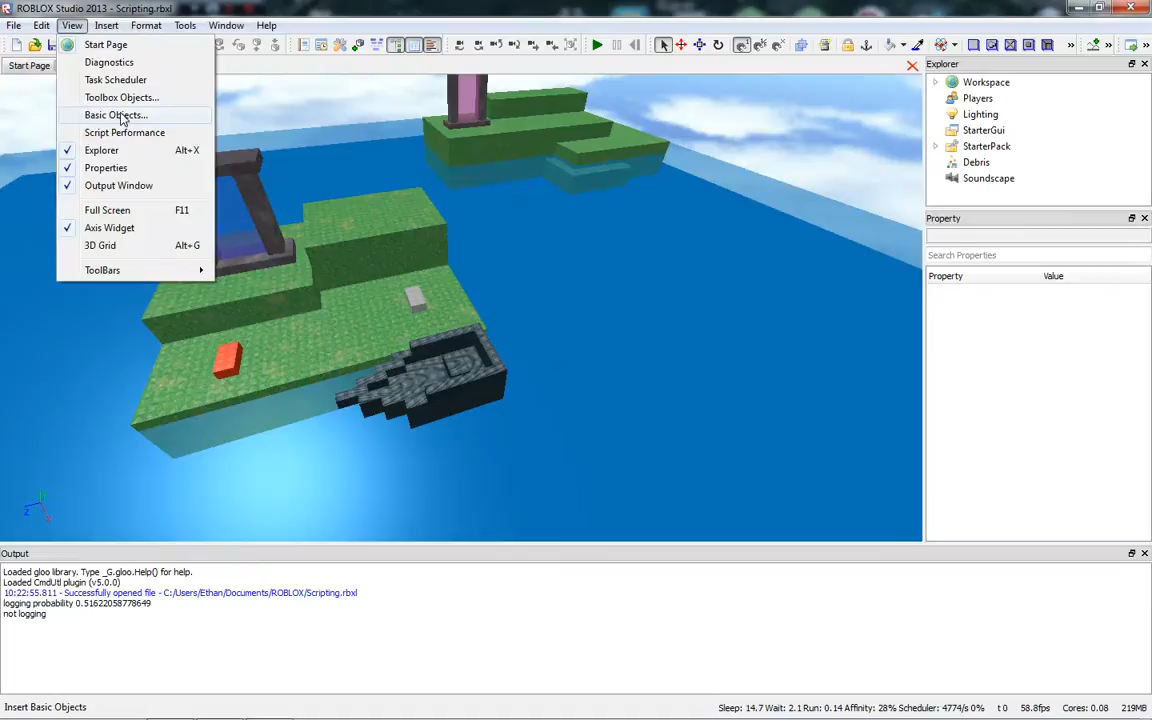 ROBLOX Studio 2013 - Scripting.rbxl
File Edit View Insert Format Tools Window Help
Start Page
Start Page
Diagnostics
Task Scheduler
Toolbox Objects...
Basic Objects...
Script Performance
Explorer Alt+X
Properties
Output Window
Full Screen F11
Axis Widget
3D Grid Alt+G
ToolBars
Explorer
Workspace
Players
Lighting
StarterGui
StarterPack
Debris
Soundscape
Property
Search Properties
Property Value
Output
Loaded gloo library. Type _G.gloo.Help() for help.
Loaded CmdUtl plugin (v5.0.0)
10:22:55.811 - Successfully opened file - C:/Users/Ethan/Documents/ROBLOX/Scripting.rbxl
logging probability 0.51622058778649
not logging
Insert Basic Objects
Sleep: 14.7 Wait: 2.1 Run: 0.14 Affinity: 28% Scheduler: 4774/s 0% t 0 58.8fps Cores: 0.08 219MB